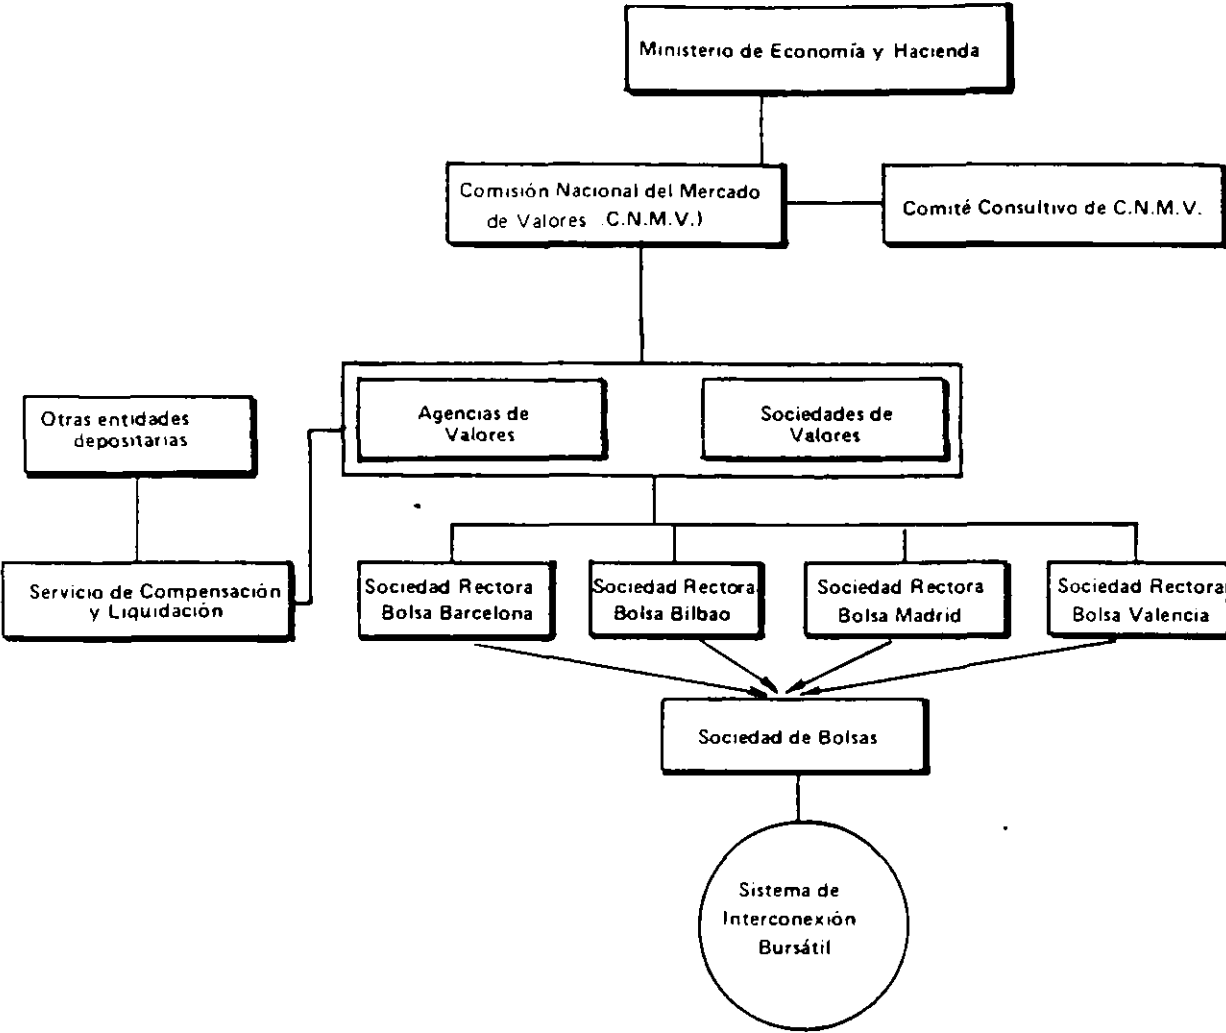 Ministerio de Economía y Hacienda
Comisión Nacional del Mercado
de Valores C.N.M.V.)
Comité Consultivo de C.N.M.V.
Agencias de
Valores
Sociedades de
Valores
Otras entidades
depositarias
Servicio de Compensación
y Liquidación
Sociedad Rectora
Bolsa Barcelona
Sociedad Rectora
Bolsa Bilbao
Sociedad Rectora
Bolsa Madrid
Sociedad Rectora
Bolsa Valencia
Sociedad de Bolsas
Sistema de
Interconexión
Bursátil